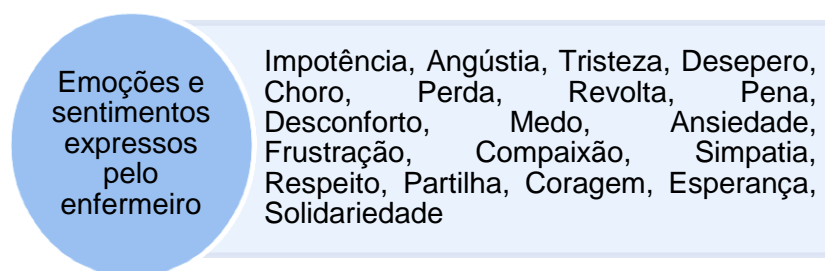 Emoções e
sentimentos
expressos
pelo
enfermeiro
Impotência, Angústia, Tristeza, Desepero,
Choro, Perda, Revolta, Pena,
Desconforto, Medo, Ansiedade,
Frustração, Compaixão, Simpatia,
Respeito, Partilha, Coragem, Esperança,
Solidariedade